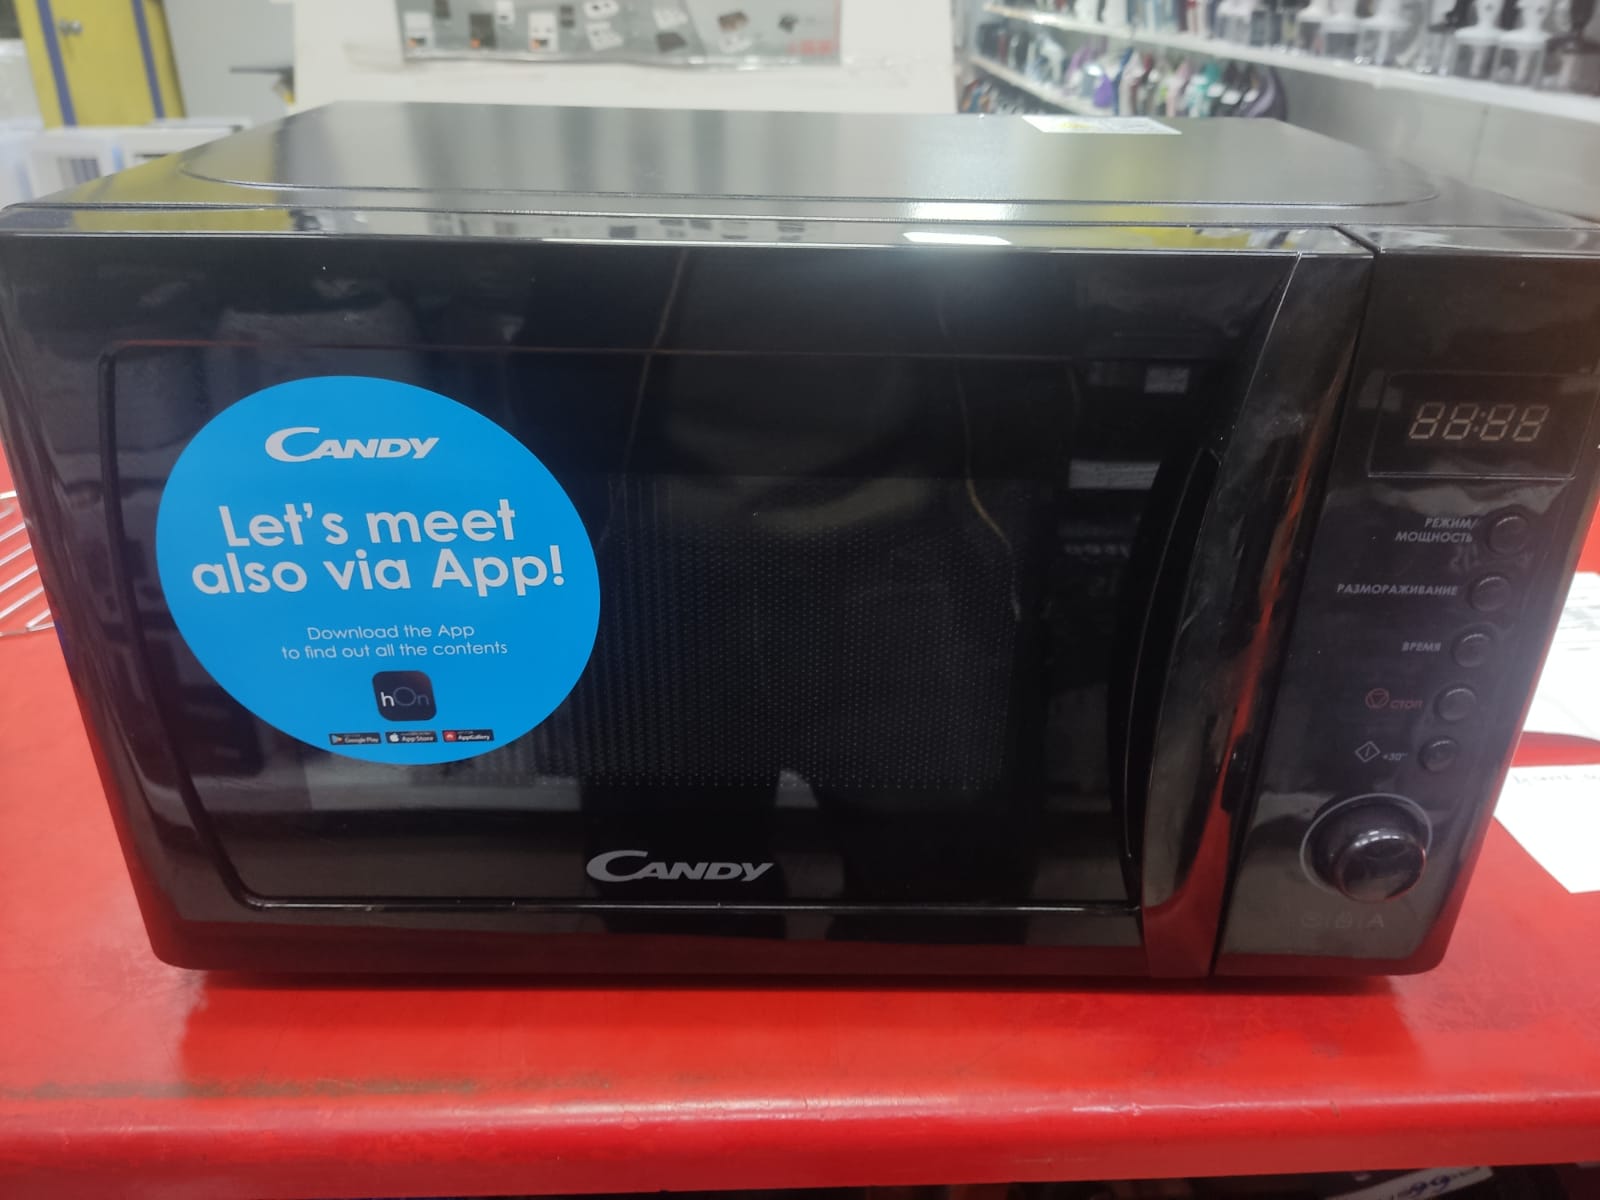 CANDY
Let's meet
also via App!
Download the App
to find out all the contents
hOn
Google Play
App Store
AppGallery
CANDY
88:88
РЕЖИМ/
МОЩНОСТЬ
РАЗМОРАЖИВАНИЕ
ВРЕМЯ
СТОП
+30"